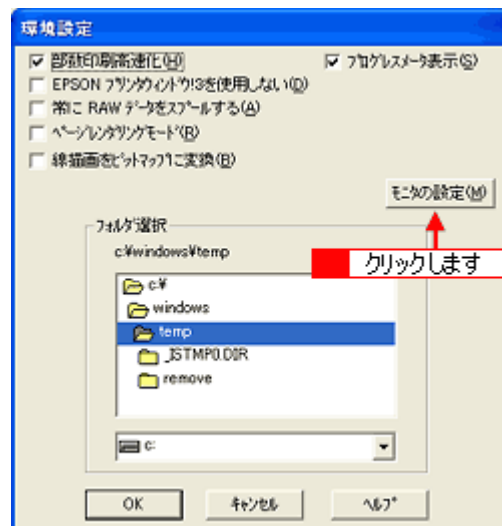 環境設定
部数印刷高速化(H)
プログレスメータ表示(S)
EPSON プリンタウィンドウ!3を使用しない(D)
常に RAW データをスプールする(A)
ページレンダリングモード(R)
線描画をビットマップに変換(B)
モニタの設定(M)
クリックします
フォルダ選択
c:¥windows¥temp
c:¥
windows
temp
_ISTMP0.DIR
remove
c:
OK
キャンセル
ヘルプ